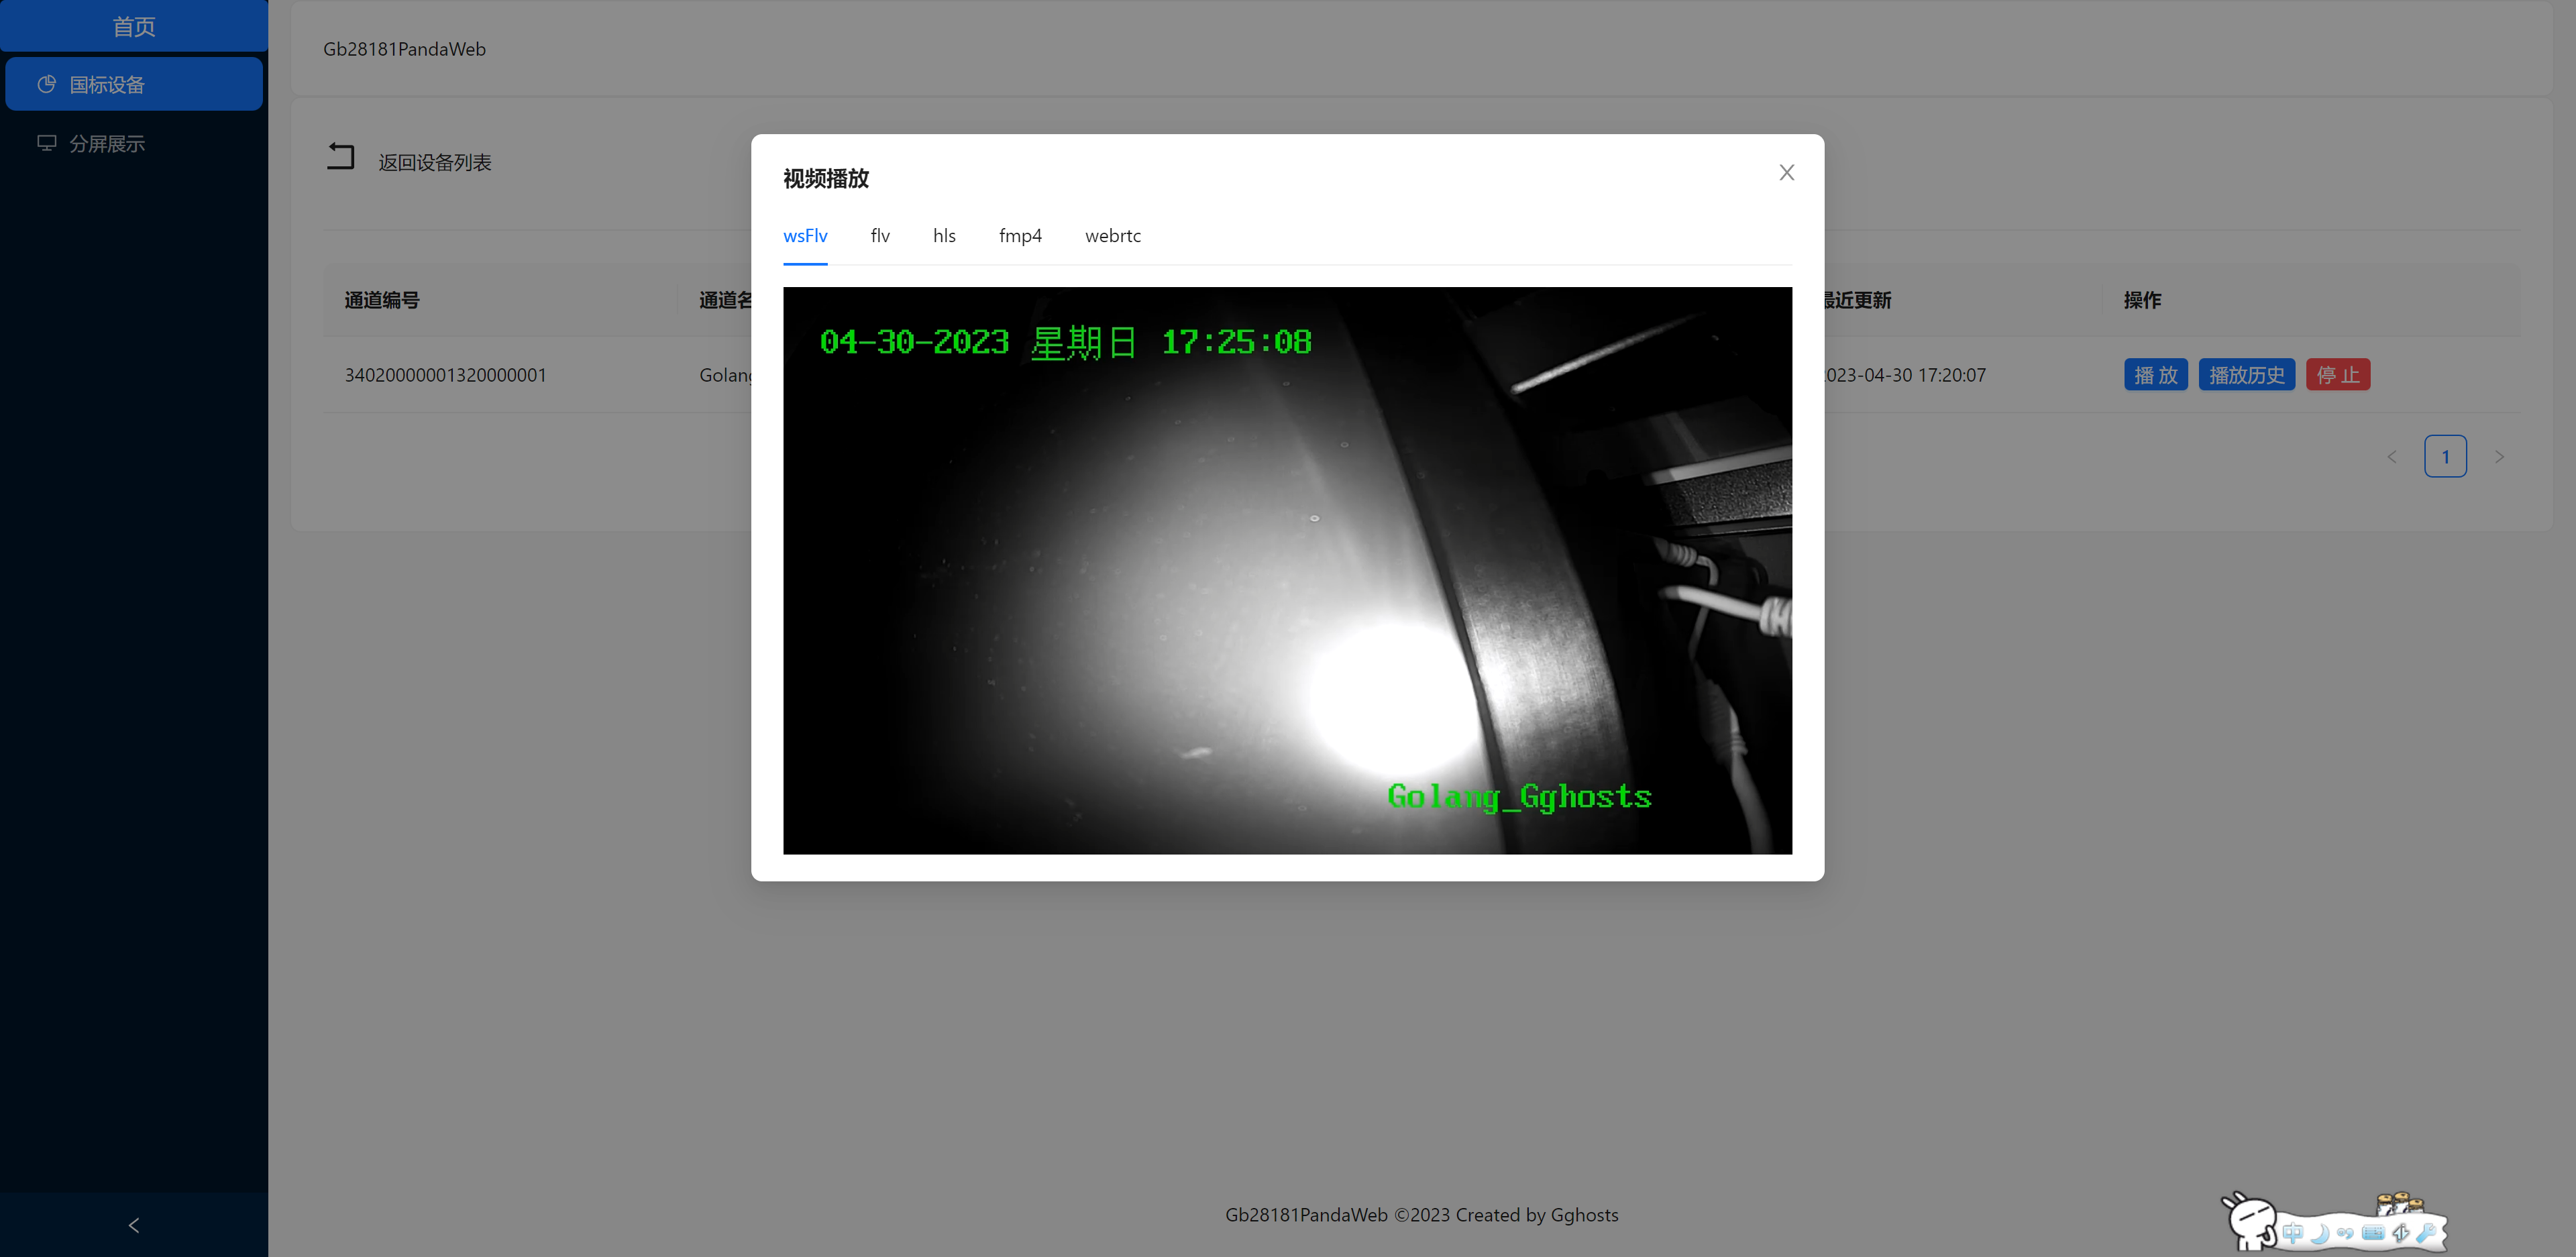 首页
国标设备
分屏展示
Gb28181PandaWeb
返回设备列表
视频播放
wsFlv flv hls fmp4 webrtc
04-30-2023 星期日 17:25:08
Golang_Gghosts
通道编号 通道名 最近更新 操作
34020000001320000001 Golang 2023-04-30 17:20:07 播 放 播放历史 停 止
1
Gb28181PandaWeb ©2023 Created by Gghosts
中